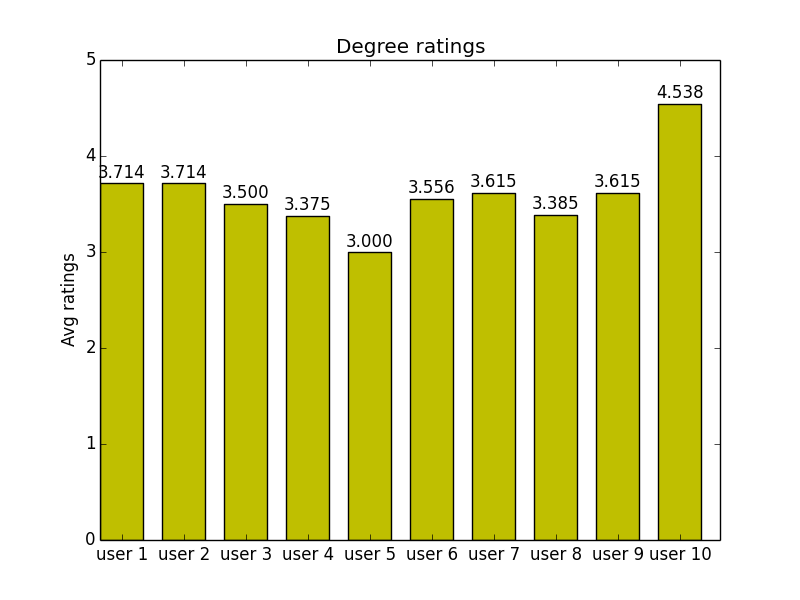 Degree ratings
5
4
3
2
1
0
Avg ratings
3.714 3.714 3.500 3.375 3.000 3.556 3.615 3.385 3.615 4.538
user 1 user 2 user 3 user 4 user 5 user 6 user 7 user 8 user 9 user 10